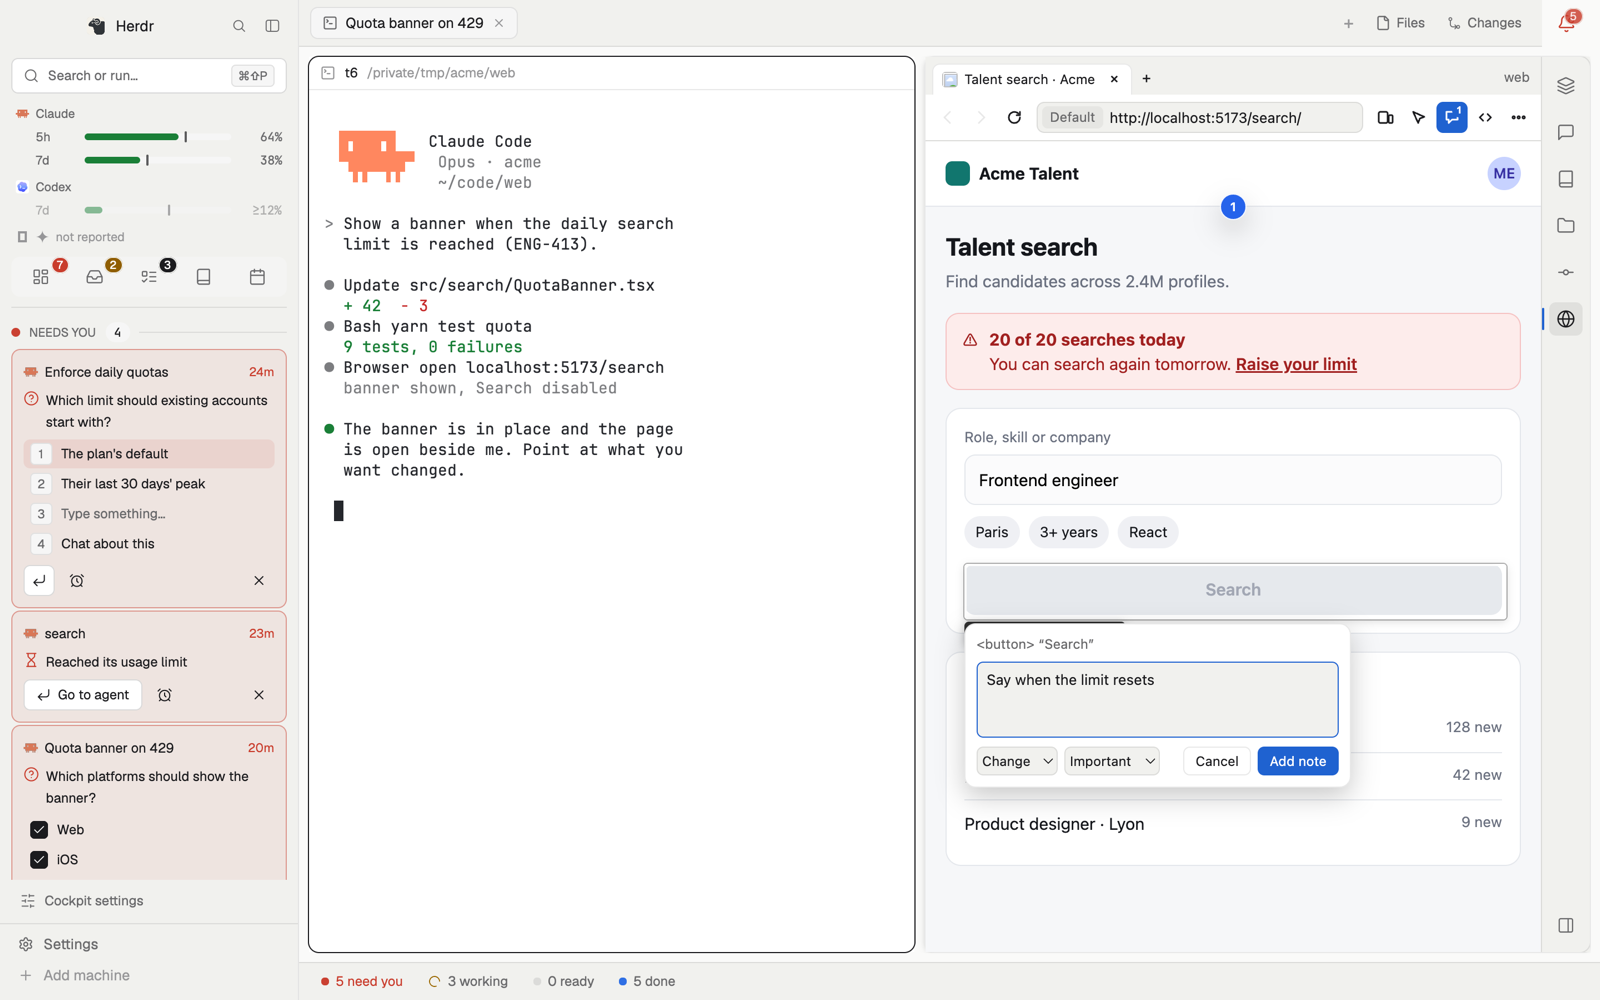 Herdr
Search or run…
⌘⇧P
Claude
5h 64%
7d 38%
Codex
7d ≥12%
not reported
7
2
3
NEEDS YOU 4
Enforce daily quotas 24m
Which limit should existing accounts
start with?
1 The plan's default
2 Their last 30 days' peak
3 Type something…
4 Chat about this
search 23m
Reached its usage limit
Go to agent
Quota banner on 429 20m
Which platforms should show the
banner?
Web
iOS
Cockpit settings
Settings
Add machine
Quota banner on 429
Files
Changes
5
t6 /private/tmp/acme/web
Claude Code
Opus · acme
~/code/web
> Show a banner when the daily search
limit is reached (ENG-413).
Update src/search/QuotaBanner.tsx
+ 42 - 3
Bash yarn test quota
9 tests, 0 failures
Browser open localhost:5173/search
banner shown, Search disabled
The banner is in place and the page
is open beside me. Point at what you
want changed.
Talent search · Acme
web
Default http://localhost:5173/search/
1
Acme Talent
ME
1
Talent search
Find candidates across 2.4M profiles.
20 of 20 searches today
You can search again tomorrow. Raise your limit
Role, skill or company
Frontend engineer
Paris
3+ years
React
Search
<button> “Search”
Say when the limit resets
Change
Important
Cancel
Add note
128 new
42 new
Product designer · Lyon 9 new
5 need you
3 working
0 ready
5 done